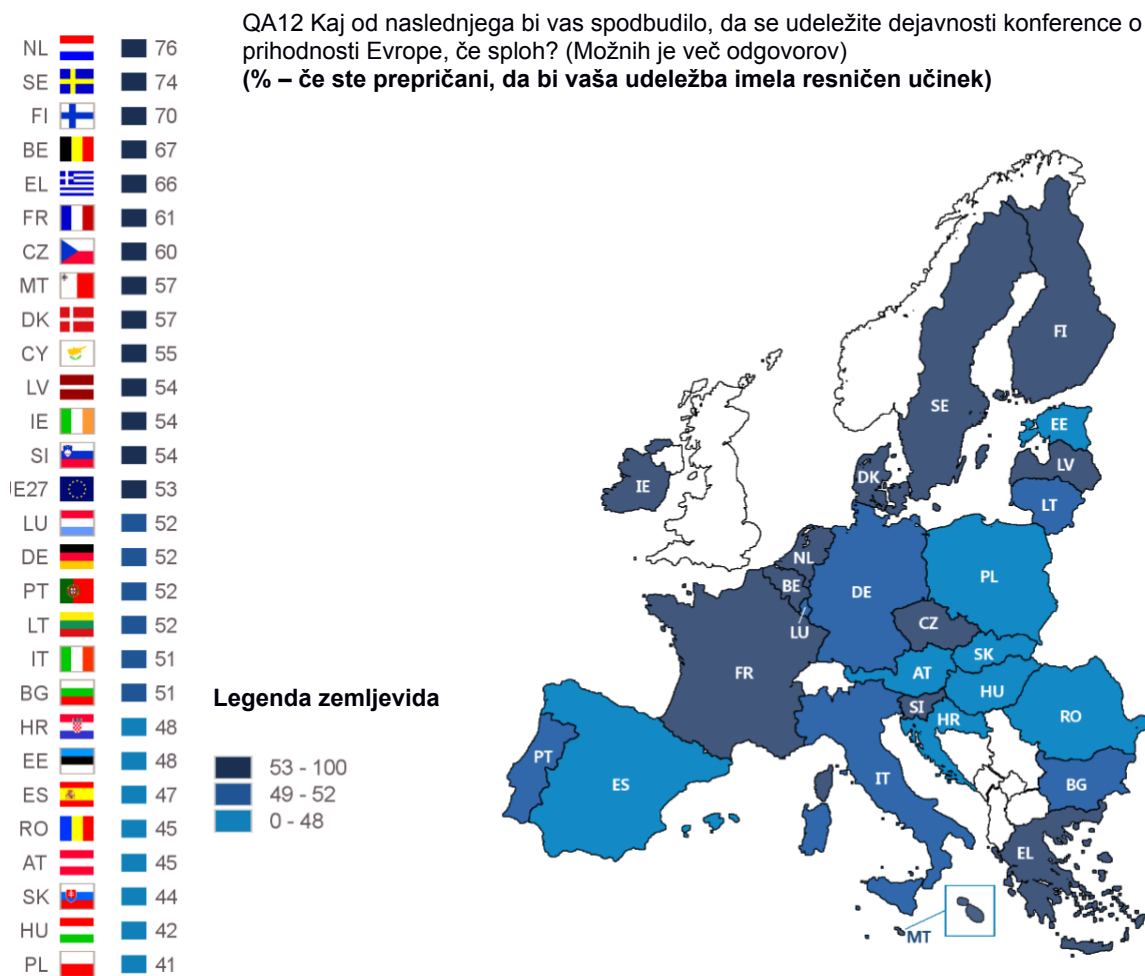 QA12 Kaj od naslednjega bi vas spodbudilo, da se udeležite dejavnosti konference o
prihodnosti Evrope, če sploh? (Možnih je več odgovorov)
(% – če ste prepričani, da bi vaša udeležba imela resničen učinek)
NL 76
SE 74
FI 70
BE 67
EL 66
FR 61
CZ 60
MT 57
DK 57
CY 55
LV 54
IE 54
SI 54
IE27 53
LU 52
DE 52
PT 52
LT 52
IT 51
BG 51
HR 48
EE 48
ES 47
RO 45
AT 45
SK 44
HU 42
PL 41
Legenda zemljevida
53 - 100
49 - 52
0 - 48
FI
SE
EE
LV
LT
DK
IE
NL
BE
DE
PL
LU
CZ
SK
FR
AT
HU
SI
HR
RO
PT
ES
IT
BG
EL
MT